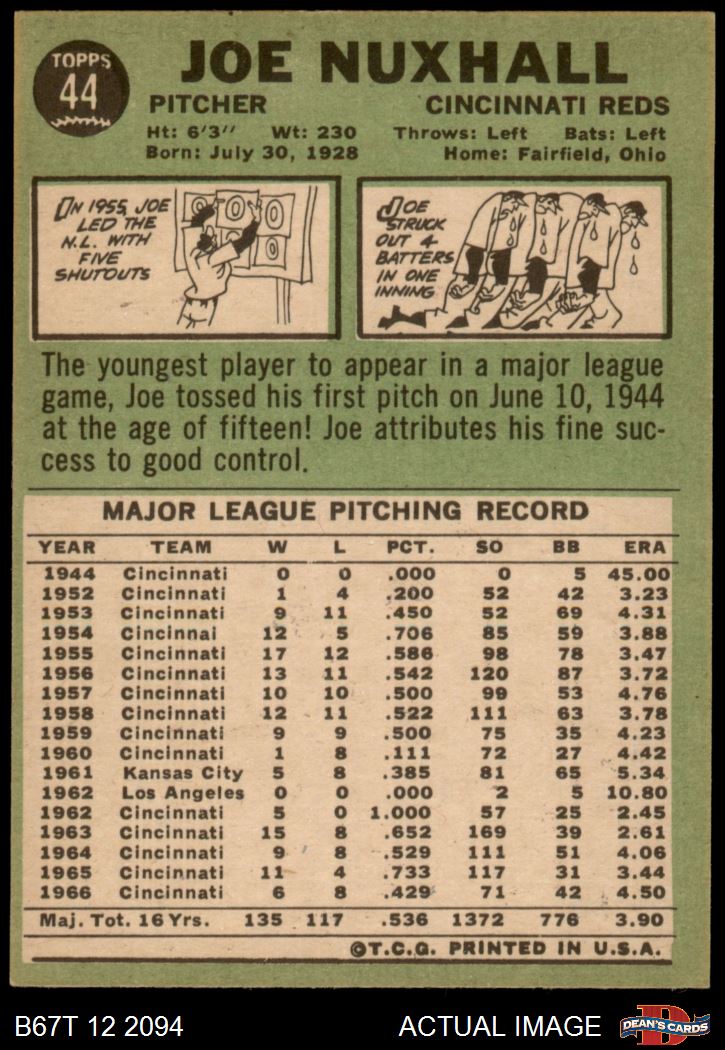 TOPPS
44
JOE NUXHALL
PITCHER CINCINNATI REDS
Ht: 6'3" Wt: 230 Throws: Left Bats: Left
Born: July 30, 1928 Home: Fairfield, Ohio
IN 1955, JOE
LED THE
N.L. WITH
FIVE
SHUTOUTS
0 0 0
0 0
JOE
STRUCK
OUT 4
BATTERS
IN ONE
INNING
The youngest player to appear in a major league
game, Joe tossed his first pitch on June 10, 1944
at the age of fifteen! Joe attributes his fine suc-
cess to good control.
MAJOR LEAGUE PITCHING RECORD
YEAR TEAM W L PCT. SO BB ERA
1944 Cincinnati 0 0 .000 0 5 45.00
1952 Cincinnati 1 4 .200 52 42 3.23
1953 Cincinnati 9 11 .450 52 69 4.31
1954 Cincinnai 12 5 .706 85 59 3.88
1955 Cincinnati 17 12 .586 98 78 3.47
1956 Cincinnati 13 11 .542 120 87 3.72
1957 Cincinnati 10 10 .500 99 53 4.76
1958 Cincinnati 12 11 .522 111 63 3.78
1959 Cincinnati 9 9 .500 75 35 4.23
1960 Cincinnati 1 8 .111 72 27 4.42
1961 Kansas City 5 8 .385 81 65 5.34
1962 Los Angeles 0 0 .000 2 5 10.80
1962 Cincinnati 5 0 1.000 57 25 2.45
1963 Cincinnati 15 8 .652 169 39 2.61
1964 Cincinnati 9 8 .529 111 51 4.06
1965 Cincinnati 11 4 .733 117 31 3.44
1966 Cincinnati 6 8 .429 71 42 4.50
Maj. Tot. 16 Yrs. 135 117 .536 1372 776 3.90
©T.C.G. PRINTED IN U.S.A.
B67T 12 2094 ACTUAL IMAGE D DEAN'S CARDS